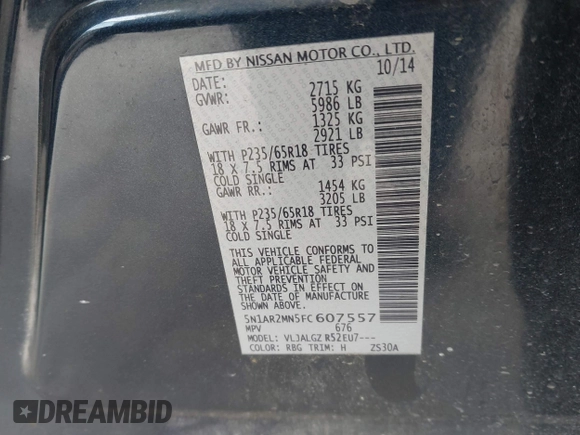 MFD BY NISSAN MOTOR CO., LTD.
DATE: 10/14
GVWR: 2715 KG
5986 LB
GAWR FR.: 1325 KG
2921 LB
WITH P235/65R18 TIRES
18 X 7.5 RIMS AT 33 PSI
COLD SINGLE
GAWR RR.: 1454 KG
3205 LB
WITH P235/65R18 TIRES
18 X 7.5 RIMS AT 33 PSI
COLD SINGLE
THIS VEHICLE CONFORMS TO
ALL APPLICABLE FEDERAL
MOTOR VEHICLE SAFETY AND
THEFT PREVENTION
STANDARDS IN EFFECT ON
THE DATE OF MANUFACTURE
SHOWN ABOVE.
5N1AR2MN5FC607557
MPV 676
MODEL: VLJALGZ R52EU7---
COLOR: RBG TRIM: H ZS30A
DREAMBID